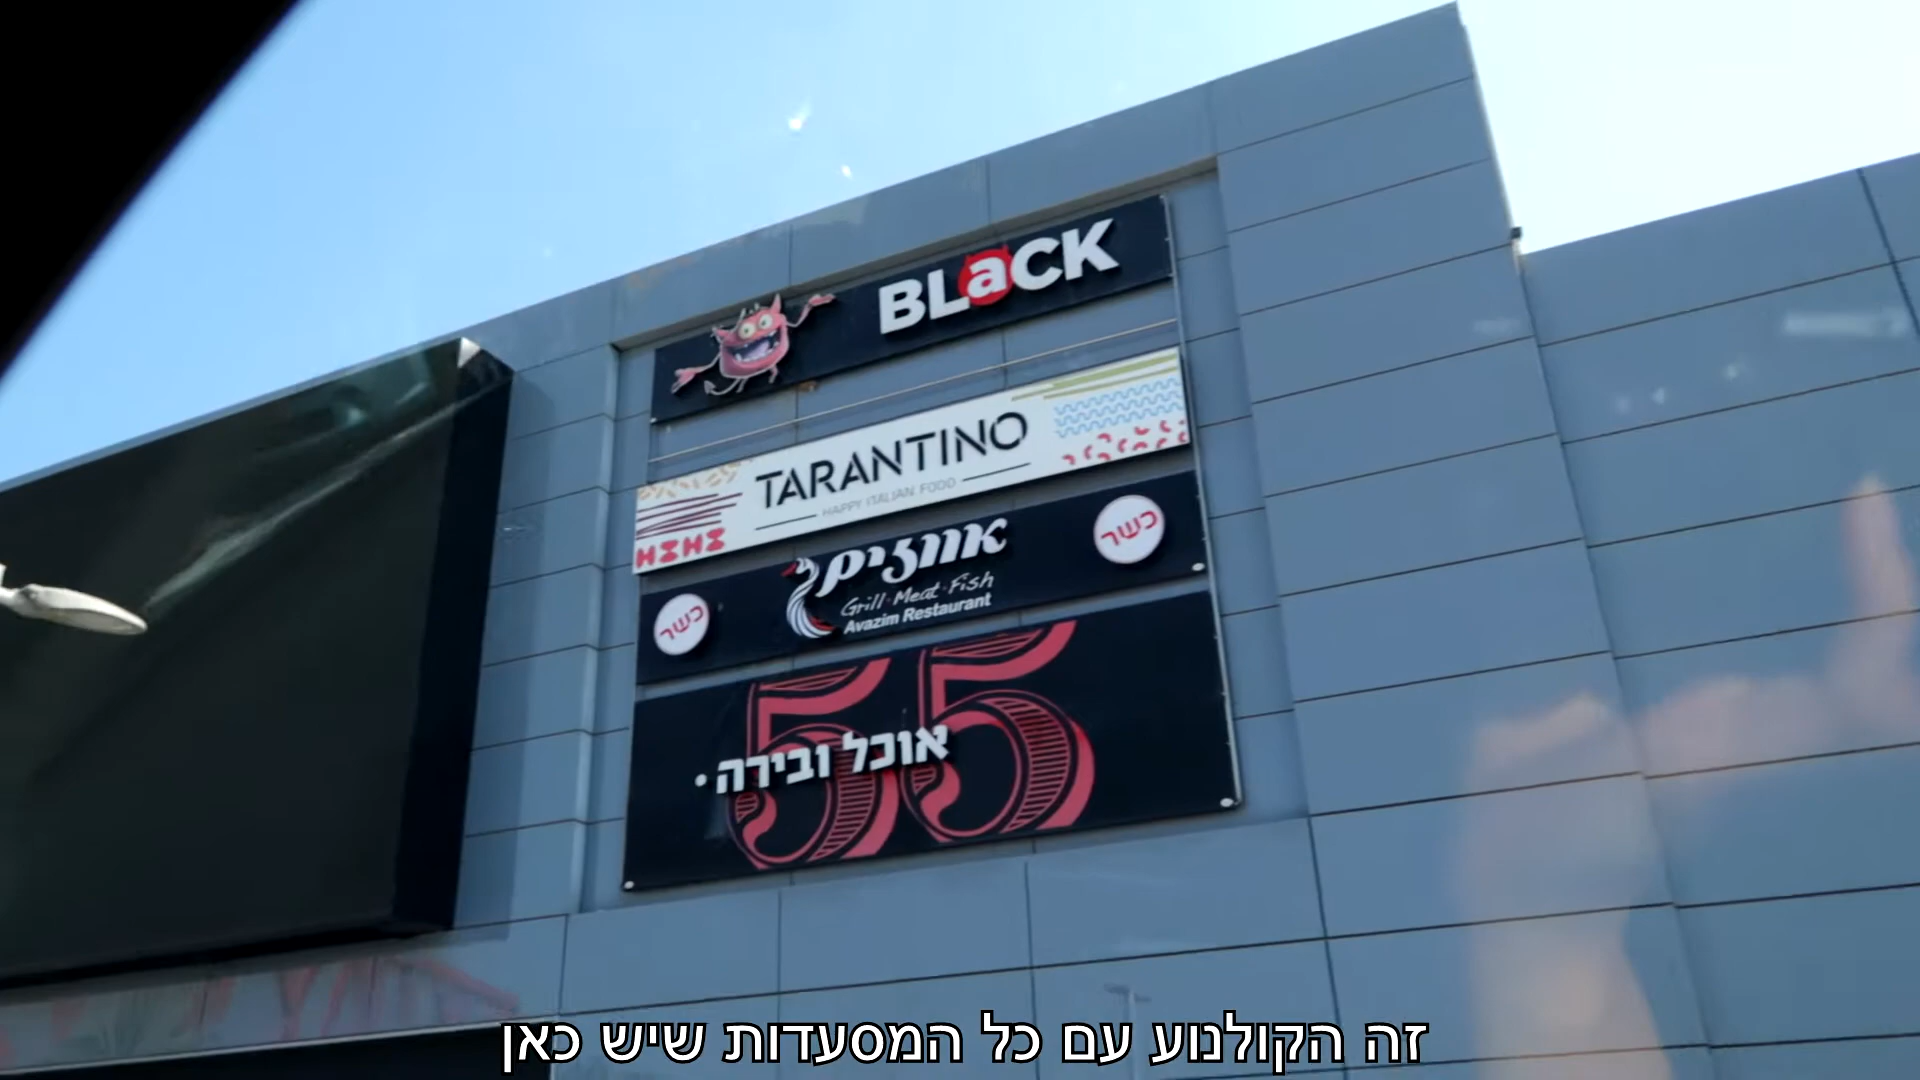 BLaCK
TARANTINO
HAPPY ITALIAN FOOD
אווזים
כשר
Grill · Meat · Fish
Avazim Restaurant
כשר
55
אוכל ובירה
זה הקולנוע עם כל המסעדות שיש כאן